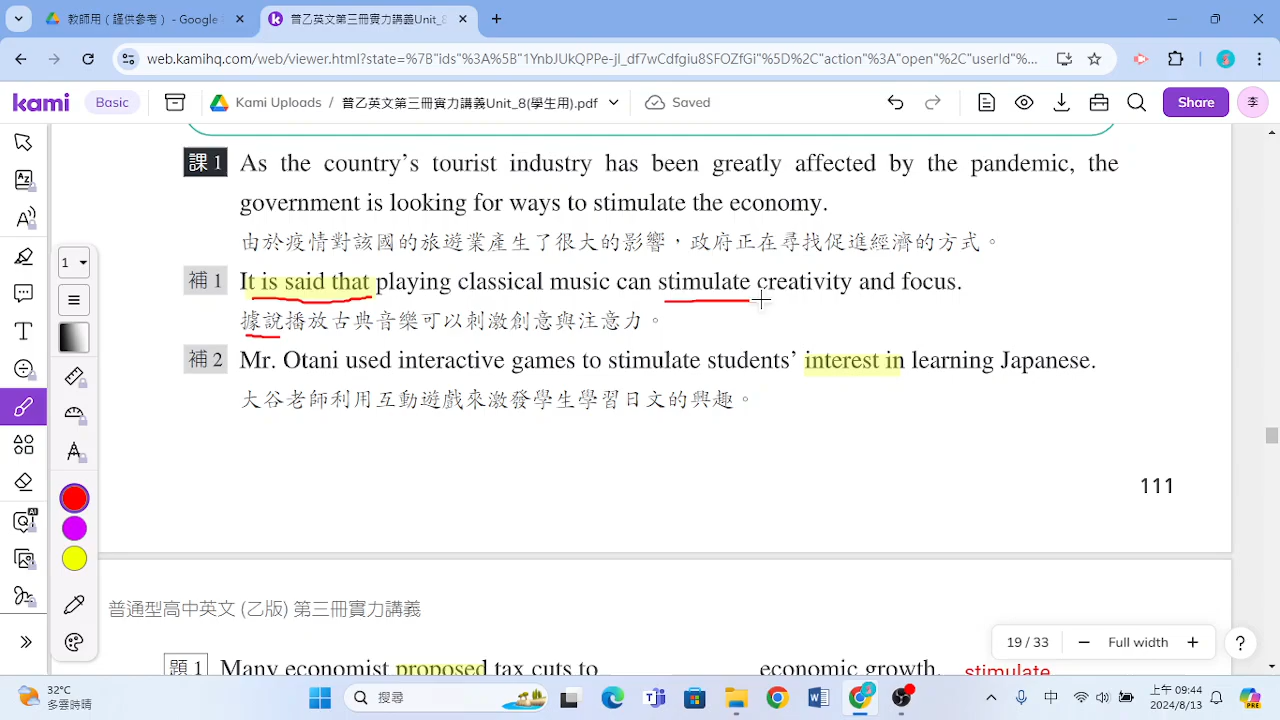 教師用（謹供參考） - Google
普乙英文第三冊實力講義Unit_8
web.kamihq.com/web/viewer.html?state=%7B"ids"%3A%5B"1YnbJUkQPPe-jl_df7wCdfgiu8SFOZfGi"%5D%2C"action"%3A"open"%2C"userId"%...
kami Basic Kami Uploads / 普乙英文第三冊實力講義Unit_8(學生用).pdf Saved Share 李
課 1 As the country's tourist industry has been greatly affected by the pandemic, the
government is looking for ways to stimulate the economy.
由於疫情對該國的旅遊業產生了很大的影響，政府正在尋找促進經濟的方式。
1
補 1 It is said that playing classical music can stimulate creativity and focus.
據說播放古典音樂可以刺激創意與注意力。
補 2 Mr. Otani used interactive games to stimulate students' interest in learning Japanese.
大谷老師利用互動遊戲來激發學生學習日文的興趣。
111
普通型高中英文 (乙版) 第三冊實力講義
19 / 33 Full width
題 1 Many economist proposed tax cuts to economic growth. stimulate
32°C
多雲時晴
搜尋
中
上午 09:44
2024/8/13